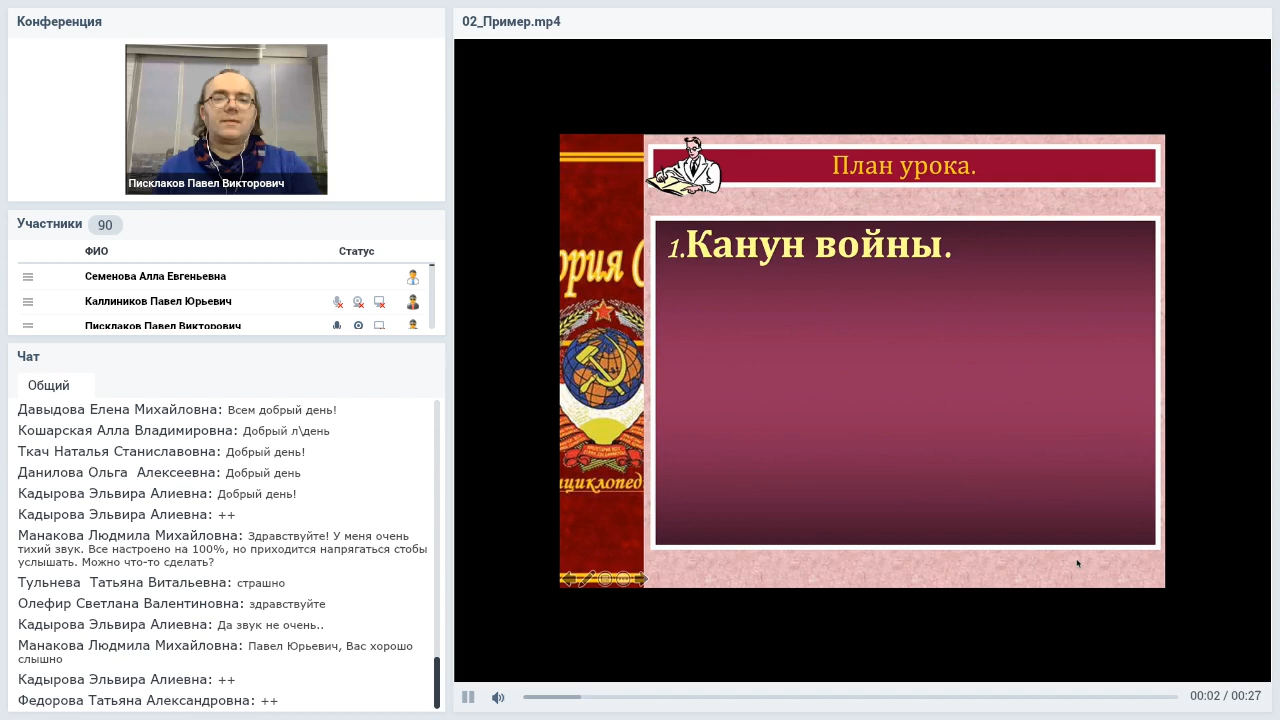 Конференция
Писклаков Павел Викторович
Участники 90
ФИО Статус
Семенова Алла Евгеньевна
Каллиников Павел Юрьевич
Писклаков Павел Викторович
Чат
Общий
Давыдова Елена Михайловна: Всем добрый день!
Кошарская Алла Владимировна: Добрый л\день
Ткач Наталья Станиславовна: Добрый день!
Данилова Ольга  Алексеевна: Добрый день
Кадырова Эльвира Алиевна: Добрый день!
Кадырова Эльвира Алиевна: ++
Манакова Людмила Михайловна: Здравствуйте! У меня очень
тихий звук. Все настроено на 100%, но приходится напрягаться стобы
услышать. Можно что-то сделать?
Тульнева  Татьяна Витальевна: страшно
Олефир Светлана Валентиновна: здравствуйте
Кадырова Эльвира Алиевна: Да звук не очень..
Манакова Людмила Михайловна: Павел Юрьевич, Вас хорошо
слышно
Кадырова Эльвира Алиевна: ++
Федорова Татьяна Александровна: ++
02_Пример.mp4
План урока.
1.Канун войны.
ория С
циклопед
00:02 / 00:27